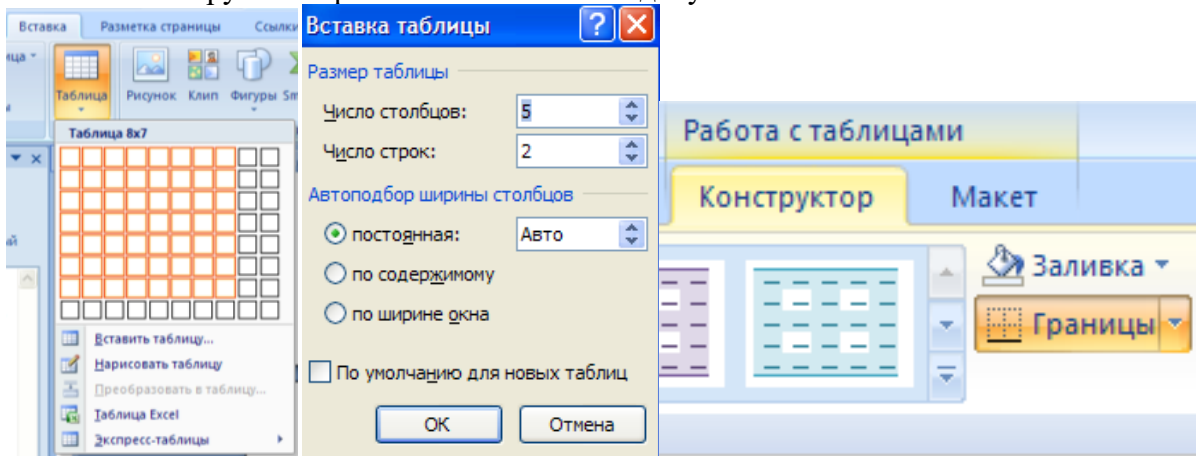 Вставка Разметка страницы Ссылки
Таблица Рисунок Клип Фигуры Sm
Таблица 8x7
Вставить таблицу...
Нарисовать таблицу
Преобразовать в таблицу...
Таблица Excel
Экспресс-таблицы
Вставка таблицы
Размер таблицы
Число столбцов: 5
Число строк: 2
Автоподбор ширины столбцов
постоянная: Авто
по содержимому
по ширине окна
По умолчанию для новых таблиц
ОК Отмена
Работа с таблицами
Конструктор Макет
Заливка
Границы